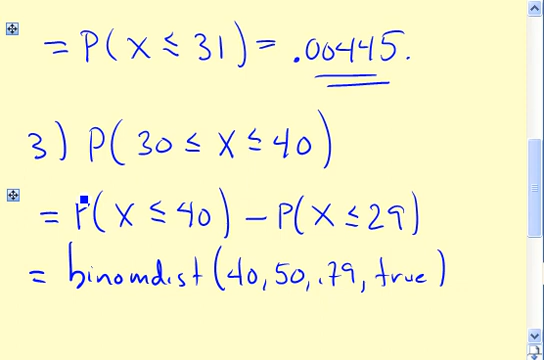 = P(X ≤ 31) = .00445.
3) P(30 ≤ X ≤ 40)
= P(X ≤ 40) - P(X ≤ 29)
= binomdist(40, 50, .79, true)